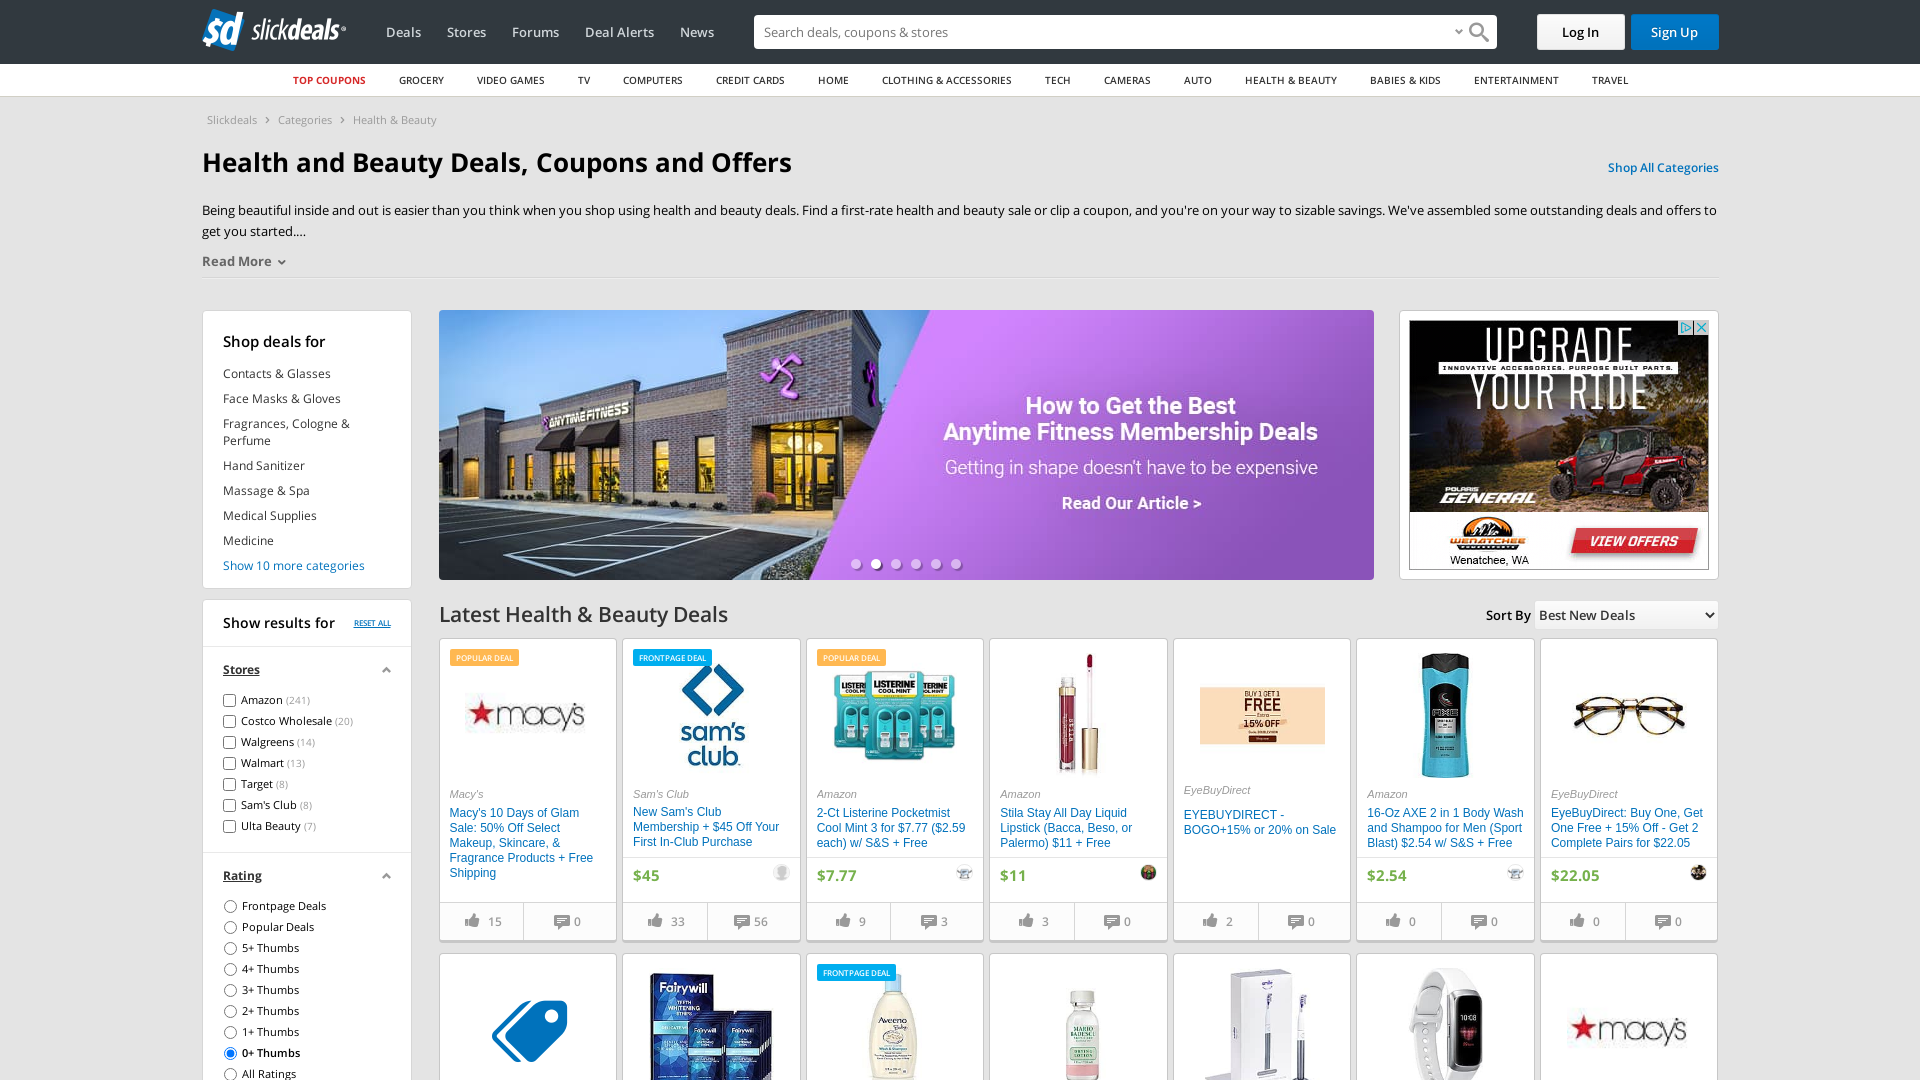 slickdeals
Deals
Stores
Forums
Deal Alerts
News
Search deals, coupons & stores
Log In
Sign Up
TOP COUPONS
GROCERY
VIDEO GAMES
TV
COMPUTERS
CREDIT CARDS
HOME
CLOTHING & ACCESSORIES
TECH
CAMERAS
AUTO
HEALTH & BEAUTY
BABIES & KIDS
ENTERTAINMENT
TRAVEL
Slickdeals > Categories > Health & Beauty
Health and Beauty Deals, Coupons and Offers
Shop All Categories
Being beautiful inside and out is easier than you think when you shop using health and beauty deals. Find a first-rate health and beauty sale or clip a coupon, and you're on your way to sizable savings. We've assembled some outstanding deals and offers to
get you started....
Read More
Shop deals for
Contacts & Glasses
Face Masks & Gloves
Fragrances, Cologne &
Perfume
Hand Sanitizer
Massage & Spa
Medical Supplies
Medicine
Show 10 more categories
ANYTIME FITNESS
How to Get the Best
Anytime Fitness Membership Deals
Getting in shape doesn't have to be expensive
Read Our Article >
UPGRADE
INNOVATIVE ACCESSORIES. PURPOSE BUILT PARTS.
YOUR RIDE
POLARIS
GENERAL
WENATCHEE
Wenatchee, WA
VIEW OFFERS
Show results for
RESET ALL
Stores
Amazon (241)
Costco Wholesale (20)
Walgreens (14)
Walmart (13)
Target (8)
Sam's Club (8)
Ulta Beauty (7)
Rating
Frontpage Deals
Popular Deals
5+ Thumbs
4+ Thumbs
3+ Thumbs
2+ Thumbs
1+ Thumbs
0+ Thumbs
All Ratings
Latest Health & Beauty Deals
Sort By Best New Deals
POPULAR DEAL
macy's
Macy's
Macy's 10 Days of Glam
Sale: 50% Off Select
Makeup, Skincare, &
Fragrance Products + Free
Shipping
15
0
FRONTPAGE DEAL
sam's
club
Sam's Club
New Sam's Club
Membership + $45 Off Your
First In-Club Purchase
$45
33
56
POPULAR DEAL
LISTERINE
COOL MINT
Amazon
2-Ct Listerine Pocketmist
Cool Mint 3 for $7.77 ($2.59
each) w/ S&S + Free
$7.77
9
3
Amazon
Stila Stay All Day Liquid
Lipstick (Bacca, Beso, or
Palermo) $11 + Free
$11
3
0
BUY 1 GET 1
FREE
15% OFF
EyeBuyDirect
EYEBUYDIRECT -
BOGO+15% or 20% on Sale
2
0
AXE
Amazon
16-Oz AXE 2 in 1 Body Wash
and Shampoo for Men (Sport
Blast) $2.54 w/ S&S + Free
$2.54
0
0
EyeBuyDirect
EyeBuyDirect: Buy One, Get
One Free + 15% Off - Get 2
Complete Pairs for $22.05
$22.05
0
0
Fairywill
TEETH
WHITENING
STRIPS
Fairywill
Fairywill
FRONTPAGE DEAL
Aveeno
Baby
MARIO
BADESCU
DRYING
LOTION
smile
10:08
macy's